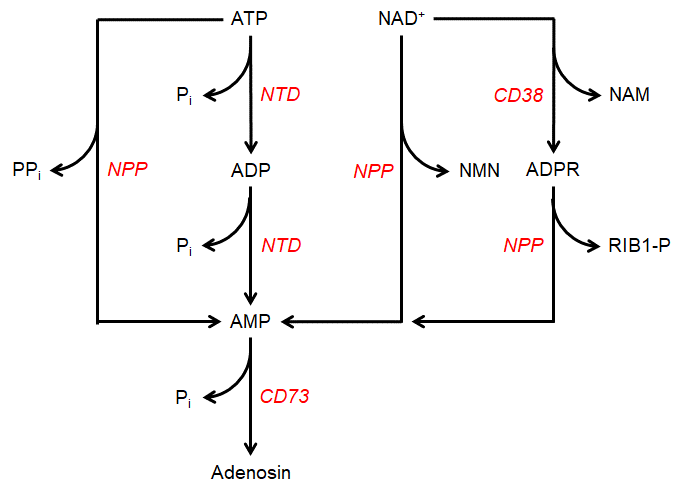 ATP NAD⁺
Pᵢ NTD CD38 NAM
PPᵢ NPP ADP NPP NMN ADPR
Pᵢ NTD NPP RIB1-P
AMP
Pᵢ CD73
Adenosin